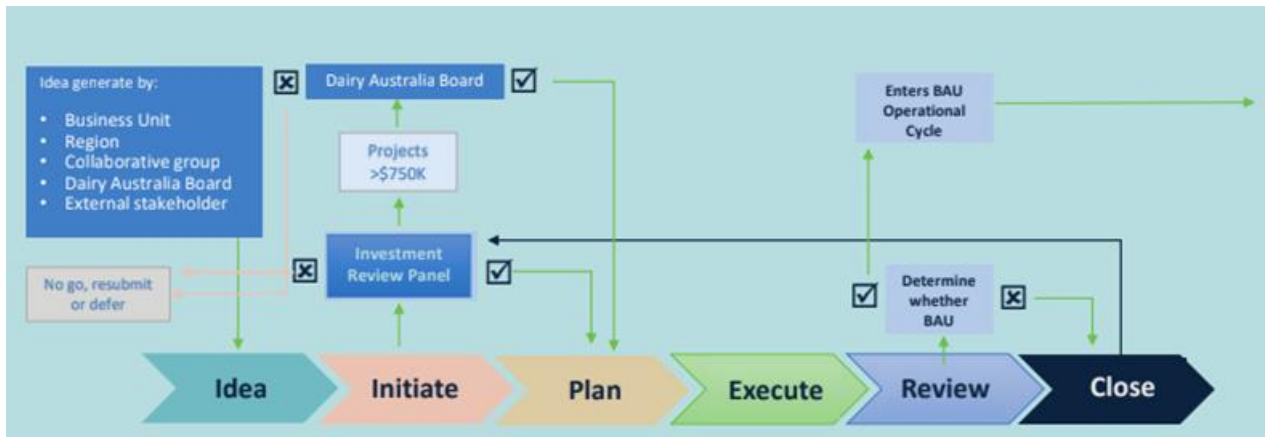 Idea generate by:
• Business Unit
• Region
• Collaborative group
• Dairy Australia Board
• External stakeholder
Dairy Australia Board
Projects
>$750K
Investment
Review Panel
No go, resubmit
or defer
Enters BAU
Operational
Cycle
Determine
whether
BAU
Idea
Initiate
Plan
Execute
Review
Close